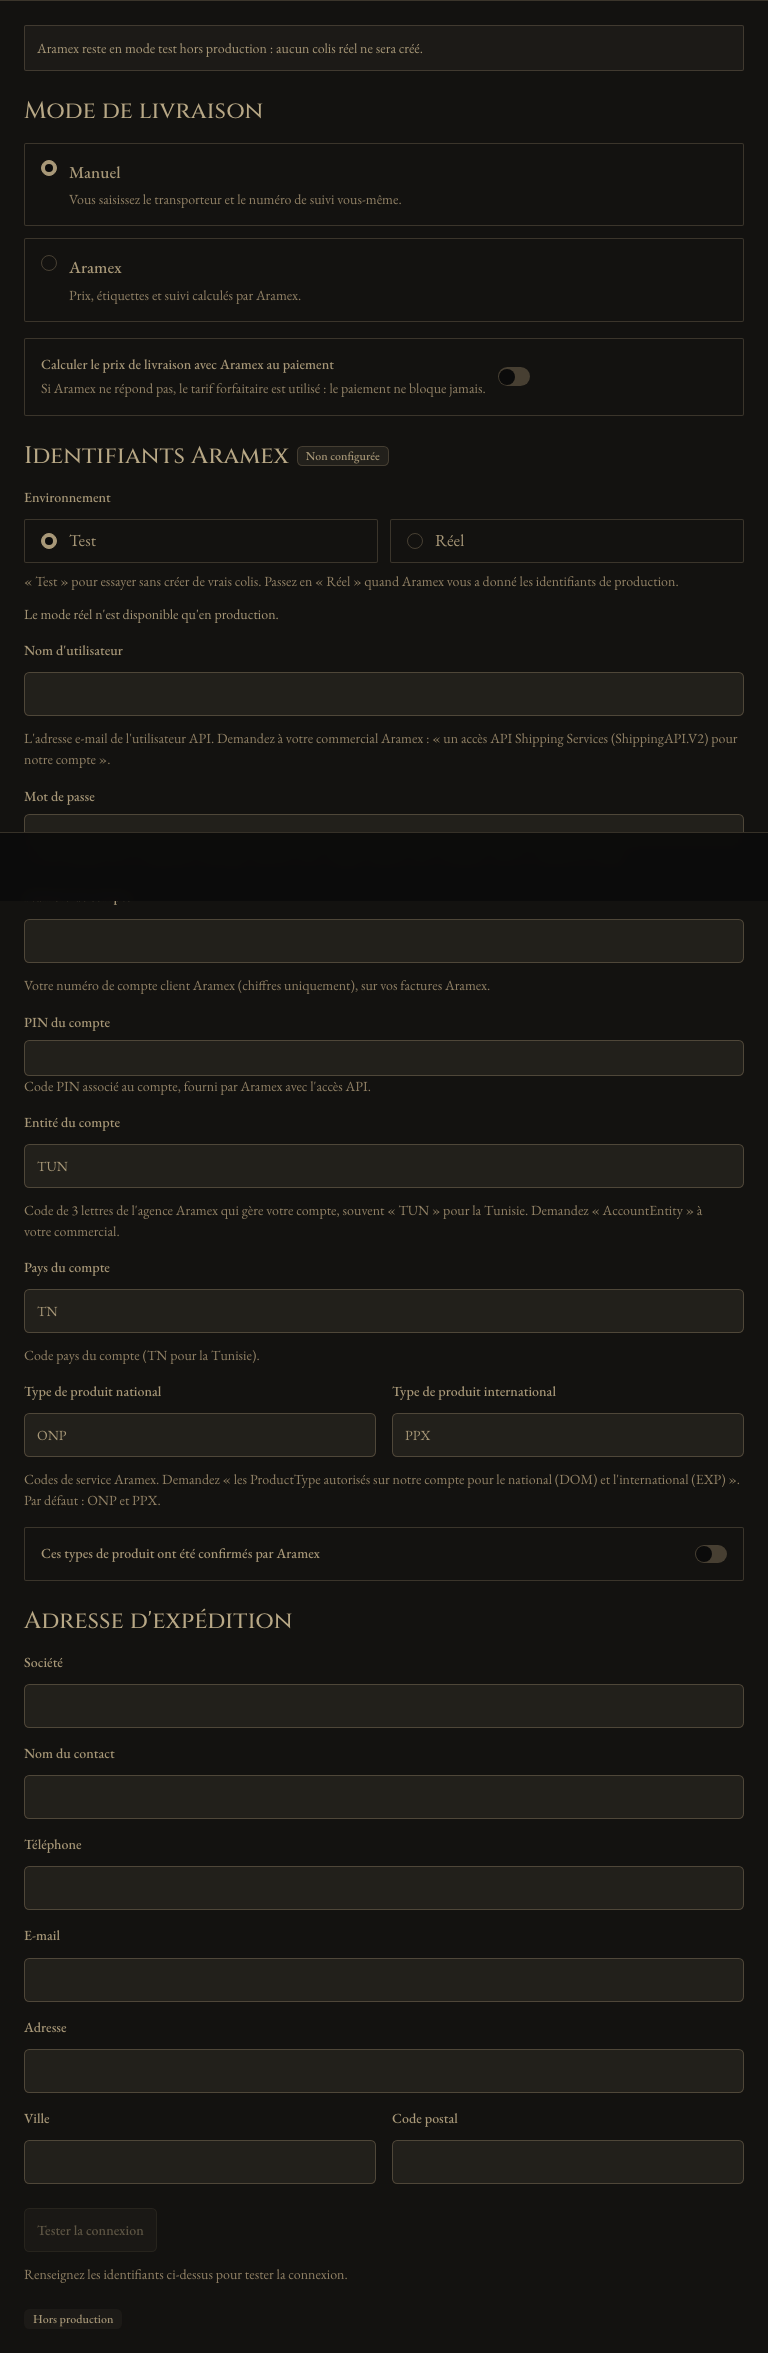 Aramex reste en mode test hors production : aucun colis réel ne sera créé.
Mode de livraison
Manuel
Vous saisissez le transporteur et le numéro de suivi vous-même.
Aramex
Prix, étiquettes et suivi calculés par Aramex.
Calculer le prix de livraison avec Aramex au paiement
Si Aramex ne répond pas, le tarif forfaitaire est utilisé : le paiement ne bloque jamais.
Identifiants Aramex Non configurée
Environnement
Test Réel
« Test » pour essayer sans créer de vrais colis. Passez en « Réel » quand Aramex vous a donné les identifiants de production.
Le mode réel n'est disponible qu'en production.
Nom d'utilisateur
L'adresse e-mail de l'utilisateur API. Demandez à votre commercial Aramex : « un accès API Shipping Services (ShippingAPI.V2) pour
notre compte ».
Mot de passe
Votre numéro de compte client Aramex (chiffres uniquement), sur vos factures Aramex.
PIN du compte
Code PIN associé au compte, fourni par Aramex avec l'accès API.
Entité du compte
TUN
Code de 3 lettres de l'agence Aramex qui gère votre compte, souvent « TUN » pour la Tunisie. Demandez « AccountEntity » à
votre commercial.
Pays du compte
TN
Code pays du compte (TN pour la Tunisie).
Type de produit national Type de produit international
ONP PPX
Codes de service Aramex. Demandez « les ProductType autorisés sur notre compte pour le national (DOM) et l'international (EXP) ».
Par défaut : ONP et PPX.
Ces types de produit ont été confirmés par Aramex
Adresse d'expédition
Société
Nom du contact
Téléphone
E-mail
Adresse
Ville Code postal
Tester la connexion
Renseignez les identifiants ci-dessus pour tester la connexion.
Hors production